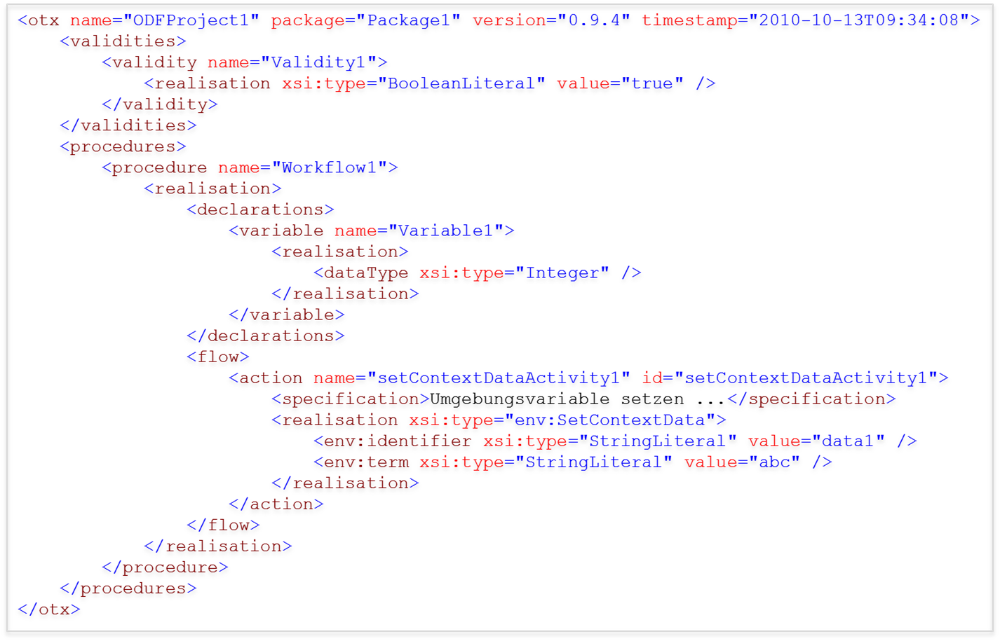 <otx name="ODFProject1" package="Package1" version="0.9.4" timestamp="2010-10-13T09:34:08">
    <validities>
        <validity name="Validity1">
            <realisation xsi:type="BooleanLiteral" value="true" />
        </validity>
    </validities>
    <procedures>
        <procedure name="Workflow1">
            <realisation>
                <declarations>
                    <variable name="Variable1">
                        <realisation>
                            <dataType xsi:type="Integer" />
                        </realisation>
                    </variable>
                </declarations>
                <flow>
                    <action name="setContextDataActivity1" id="setContextDataActivity1">
                        <specification>Umgebungsvariable setzen ...</specification>
                        <realisation xsi:type="env:SetContextData">
                            <env:identifier xsi:type="StringLiteral" value="data1" />
                            <env:term xsi:type="StringLiteral" value="abc" />
                        </realisation>
                    </action>
                </flow>
            </realisation>
        </procedure>
    </procedures>
</otx>